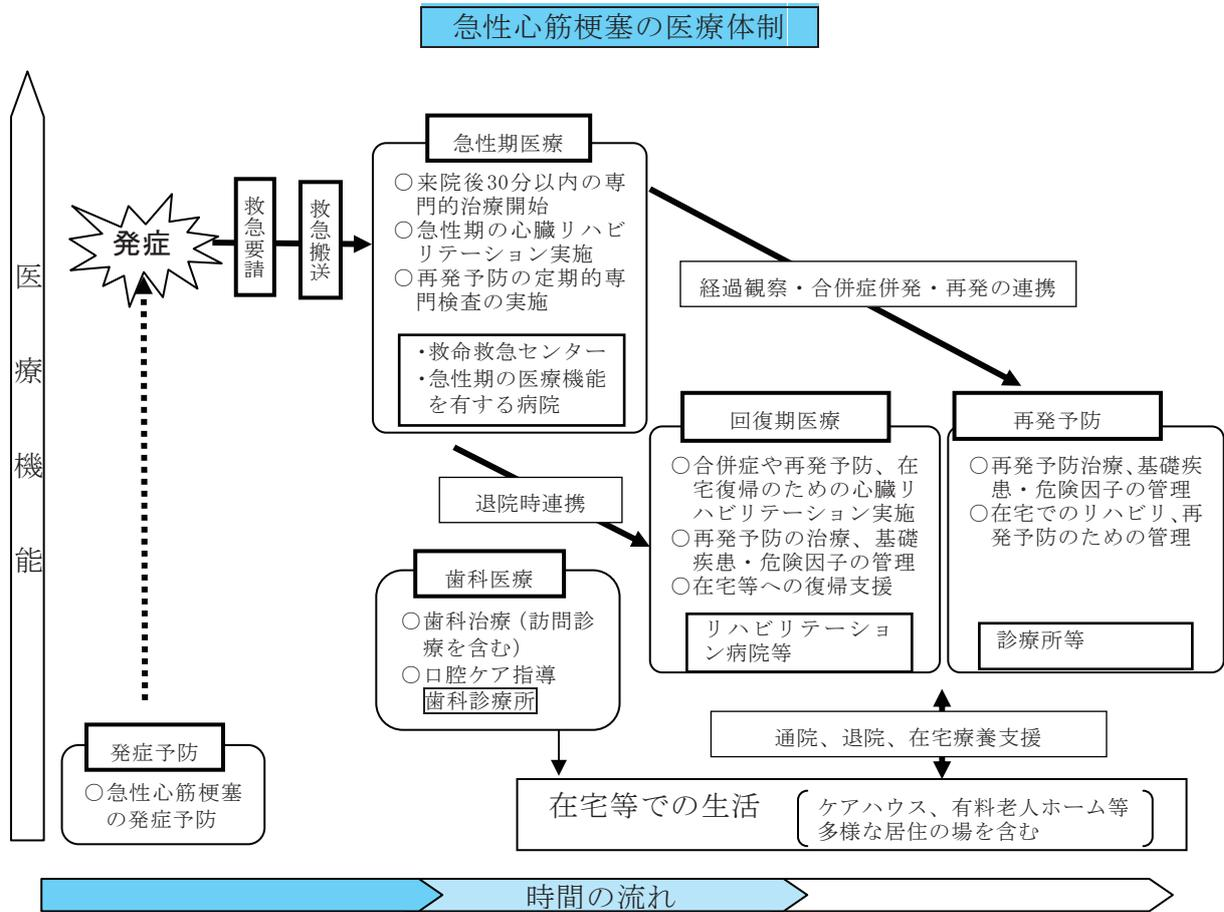 急性心筋梗塞の医療体制
医療機能
発症
救急要請
救急搬送
急性期医療
○来院後30分以内の専
門的治療開始
○急性期の心臓リハビ
リテーション実施
○再発予防の定期的専
門検査の実施
・救命救急センター
・急性期の医療機能
を有する病院
経過観察・合併症併発・再発の連携
退院時連携
回復期医療
○合併症や再発予防、在
宅復帰のための心臓リ
ハビリテーション実施
○再発予防の治療、基礎
疾患・危険因子の管理
○在宅等への復帰支援
リハビリテーショ
ン病院等
再発予防
○再発予防治療、基礎疾
患・危険因子の管理
○在宅でのリハビリ、再
発予防のための管理
診療所等
歯科医療
○歯科治療（訪問診
療を含む）
○口腔ケア指導
歯科診療所
発症予防
○急性心筋梗塞
の発症予防
通院、退院、在宅療養支援
在宅等での生活
ケアハウス、有料老人ホーム等
多様な居住の場を含む
時間の流れ